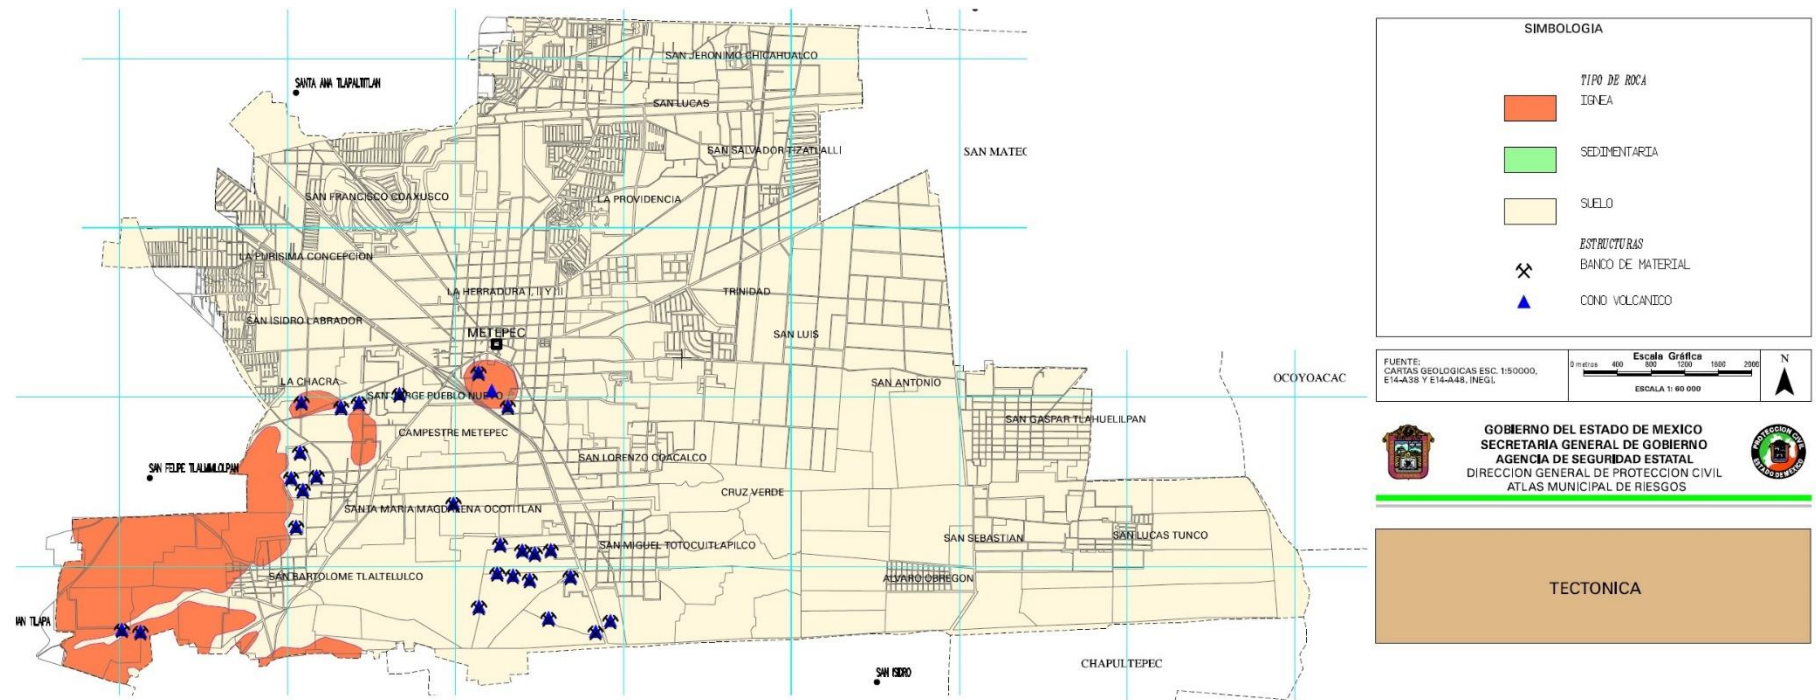 SAN JERONIMO CHICAHUALCO
SANTA ANA TLAPALTITLAN
SAN LUCAS
SAN SALVADOR TIZATLALLI
SAN MATEO
SAN FRANCISCO COAXUSCO
LA PROVIDENCIA
LA PURISIMA CONCEPCION
LA HERRADURA I, II Y III
TRINIDAD
SAN ISIDRO LABRADOR
METEPEC
SAN LUIS
LA CHACRA
SAN ANTONIO
OCOYOACAC
SAN JORGE PUEBLO NUEVO
SAN GASPAR TLAHUELILPAN
CAMPESTRE METEPEC
SAN LORENZO COACALCO
SAN FELIPE TLALMIMILOLPAN
CRUZ VERDE
SANTA MARIA MAGDALENA OCOTITLAN
SAN SEBASTIAN
SAN LUCAS TUNCO
SAN MIGUEL TOTOCUITLAPILCO
SAN BARTOLOME TLALTELULCO
ALVARO OBREGON
AN TLAPA
CHAPULTEPEC
SAN ISIDRO
SIMBOLOGIA
TIPO DE ROCA
IGNEA
SEDIMENTARIA
SUELO
ESTRUCTURAS
BANCO DE MATERIAL
CONO VOLCANICO
FUENTE:
CARTAS GEOLOGICAS ESC. 1:50000,
E14-A38 Y E14-A48, INEGI.
Escala Gráfica
0 metros 400 800 1200 1600 2000
ESCALA 1: 60 000
N
GOBIERNO DEL ESTADO DE MEXICO
SECRETARIA GENERAL DE GOBIERNO
AGENCIA DE SEGURIDAD ESTATAL
DIRECCION GENERAL DE PROTECCION CIVIL
ATLAS MUNICIPAL DE RIESGOS
PROTECCION CIVIL
ESTADO DE MEXICO
TECTONICA